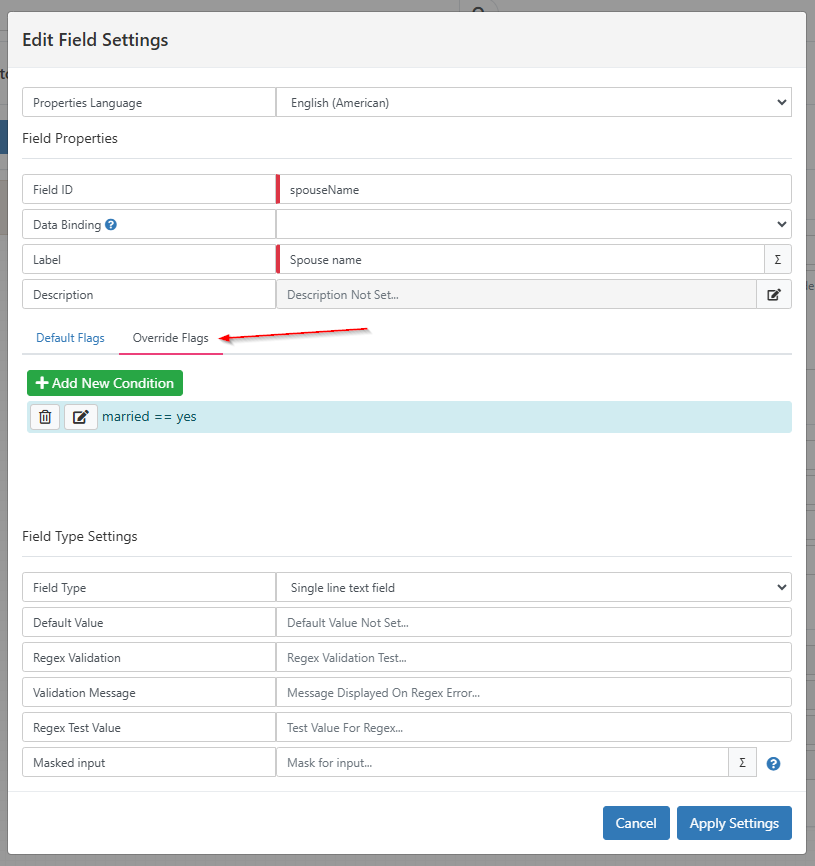 Edit Field Settings
Properties Language English (American)
Field Properties
Field ID spouseName
Data Binding ?
Label Spouse name Σ
Description Description Not Set...
Default Flags Override Flags
+ Add New Condition
married == yes
Field Type Settings
Field Type Single line text field
Default Value Default Value Not Set...
Regex Validation Regex Validation Test...
Validation Message Message Displayed On Regex Error...
Regex Test Value Test Value For Regex...
Masked input Mask for input... Σ ?
Cancel Apply Settings